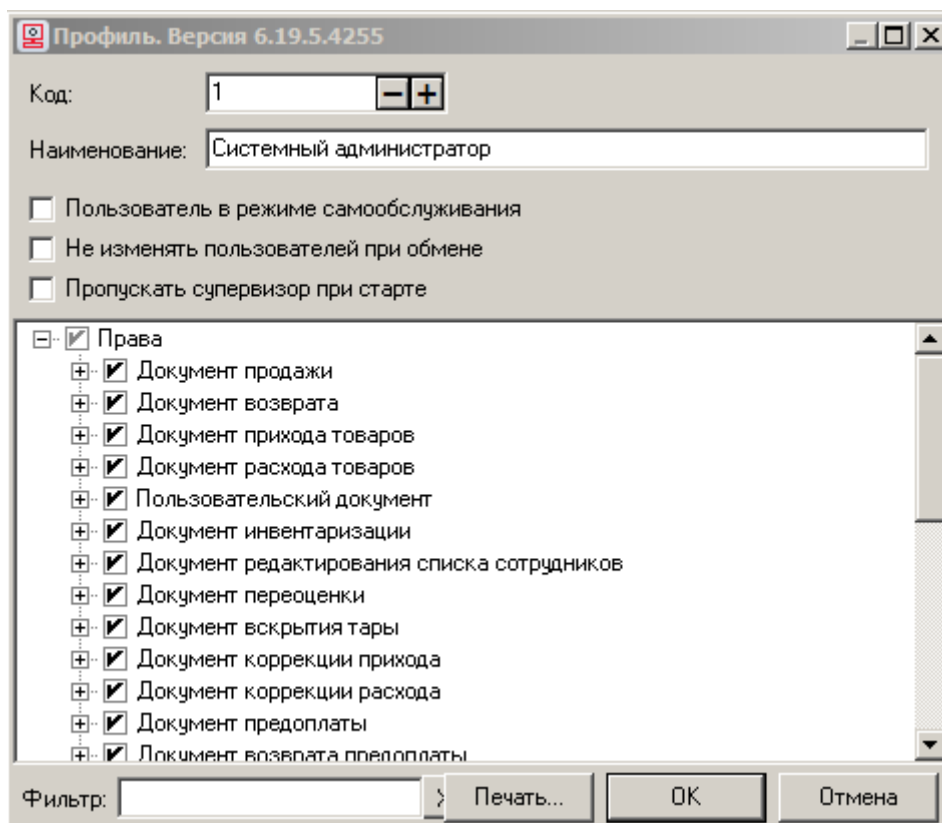 Профиль. Версия 6.19.5.4255
Код: 1
Наименование: Системный администратор
Пользователь в режиме самообслуживания
Не изменять пользователей при обмене
Пропускать супервизор при старте
Права
Документ продажи
Документ возврата
Документ прихода товаров
Документ расхода товаров
Пользовательский документ
Документ инвентаризации
Документ редактирования списка сотрудников
Документ переоценки
Документ вскрытия тары
Документ коррекции прихода
Документ коррекции расхода
Документ предоплаты
Документ возврата предоплаты
Фильтр: Печать... OK Отмена